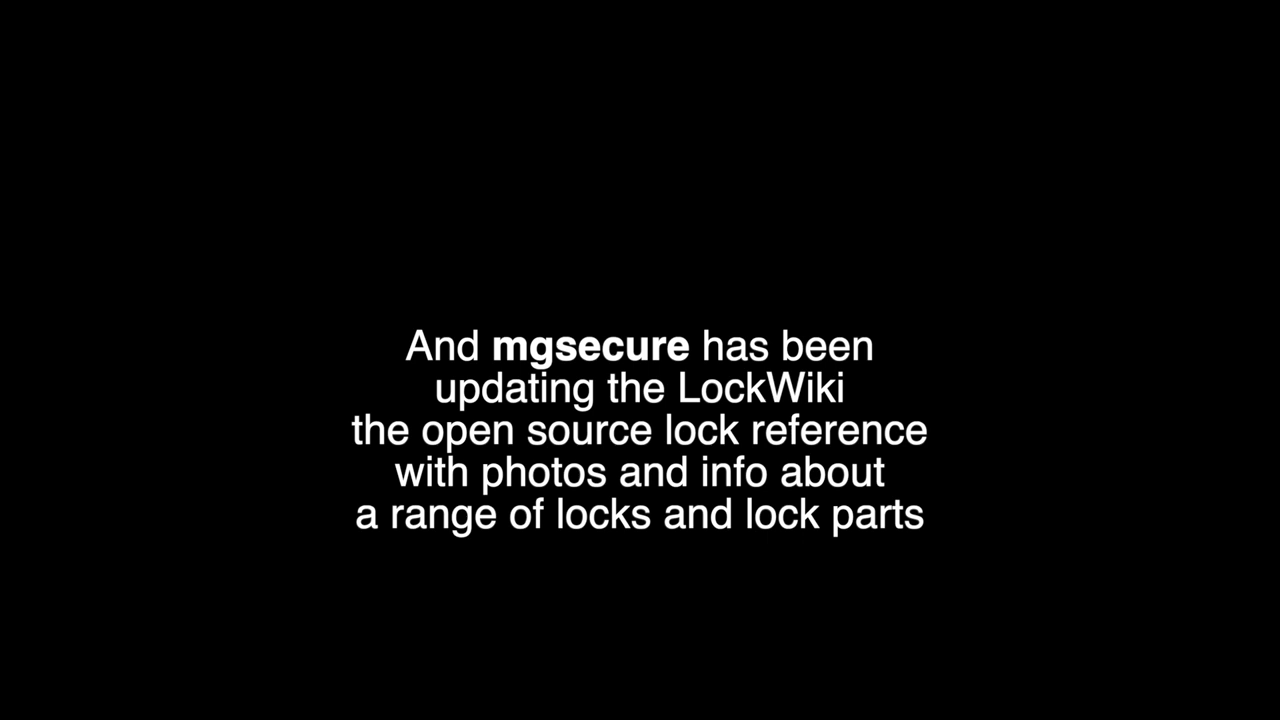 And mgsecure has been
updating the LockWiki
the open source lock reference
with photos and info about
a range of locks and lock parts